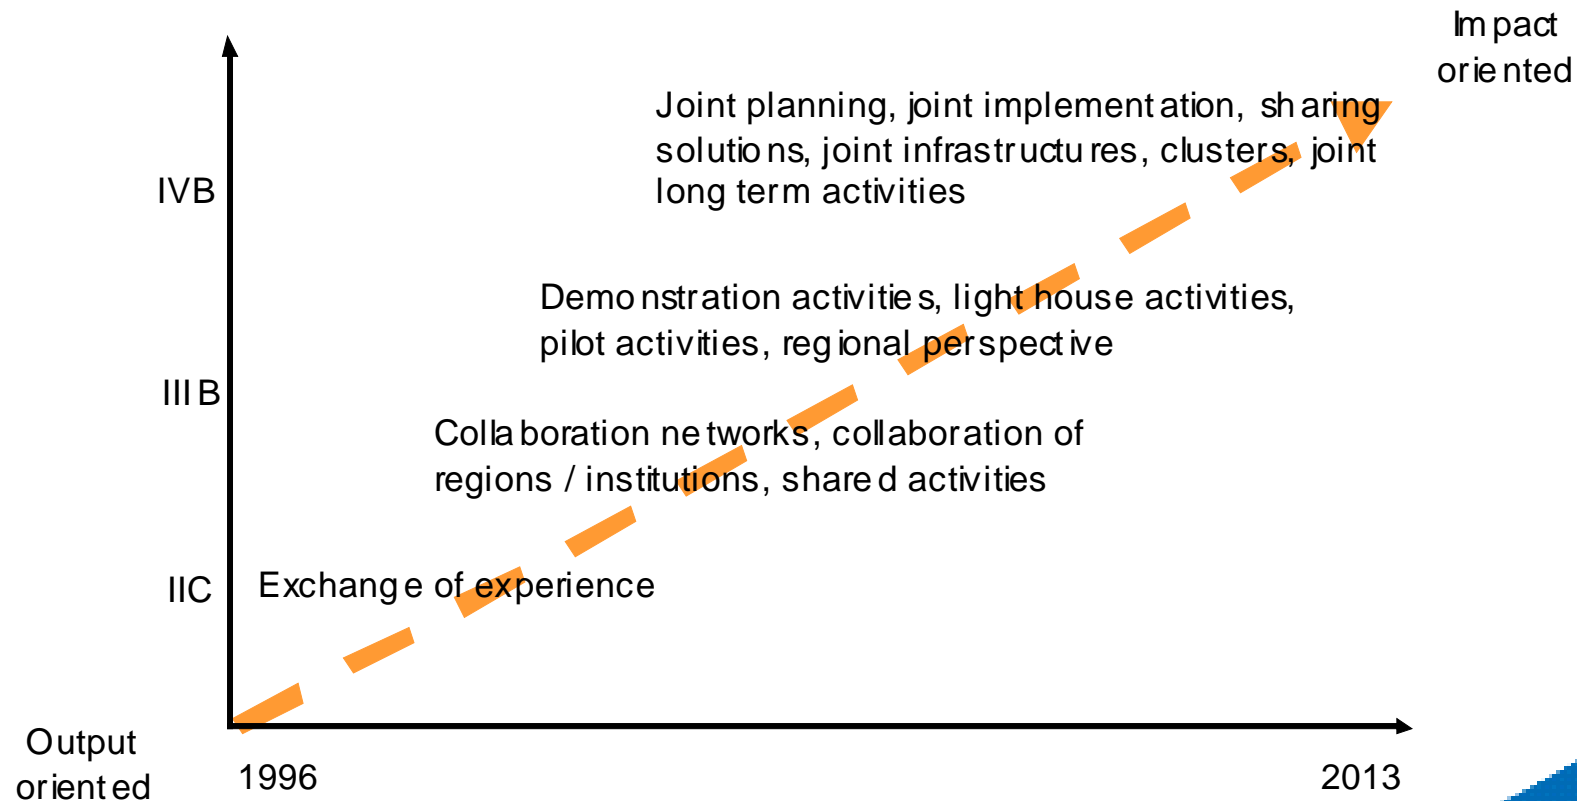 Impact
oriented
Joint planning, joint implementation, sharing
solutions, joint infrastructures, clusters, joint
long term activities
IVB
Demonstration activities, light house activities,
pilot activities, regional perspective
IIIB
Collaboration networks, collaboration of
regions / institutions, shared activities
IIC
Exchange of experience
Output
oriented
1996
2013